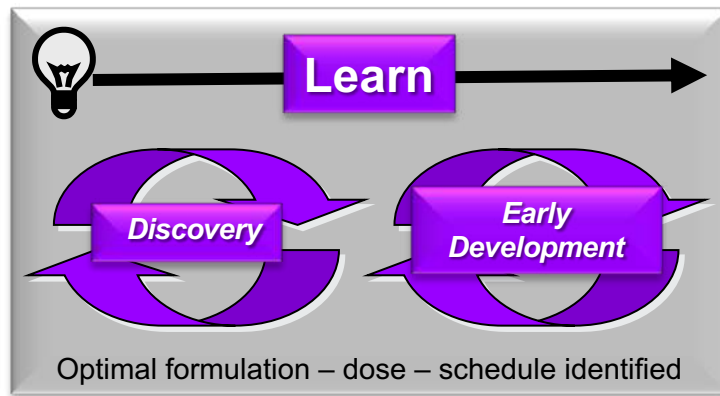 Learn
Discovery
Early
Development
Optimal formulation – dose – schedule identified